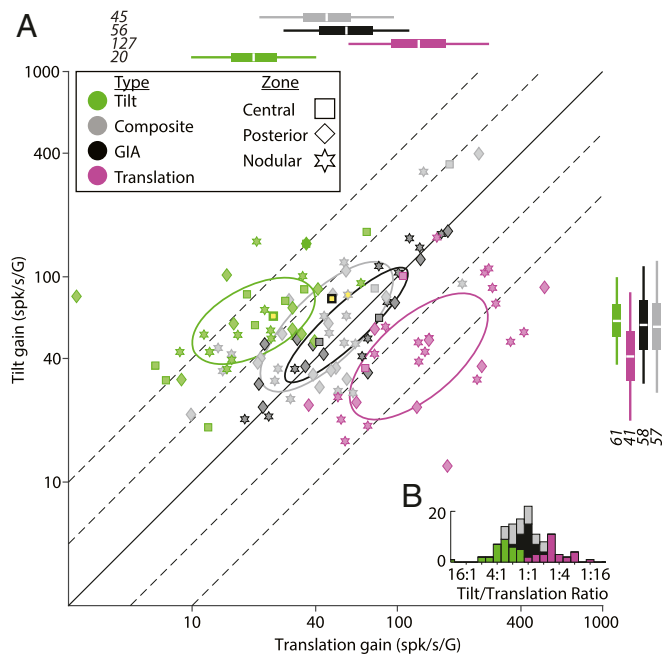 A
45
56
127
20
1000
400
100
40
10
Tilt gain (spk/s/G)
Type
Tilt
Composite
GIA
Translation
Zone
Central
Posterior
Nodular
61
41
58
57
B
20
0
16:1 4:1 1:1 1:4 1:16
Tilt/Translation Ratio
10 40 100 400 1000
Translation gain (spk/s/G)